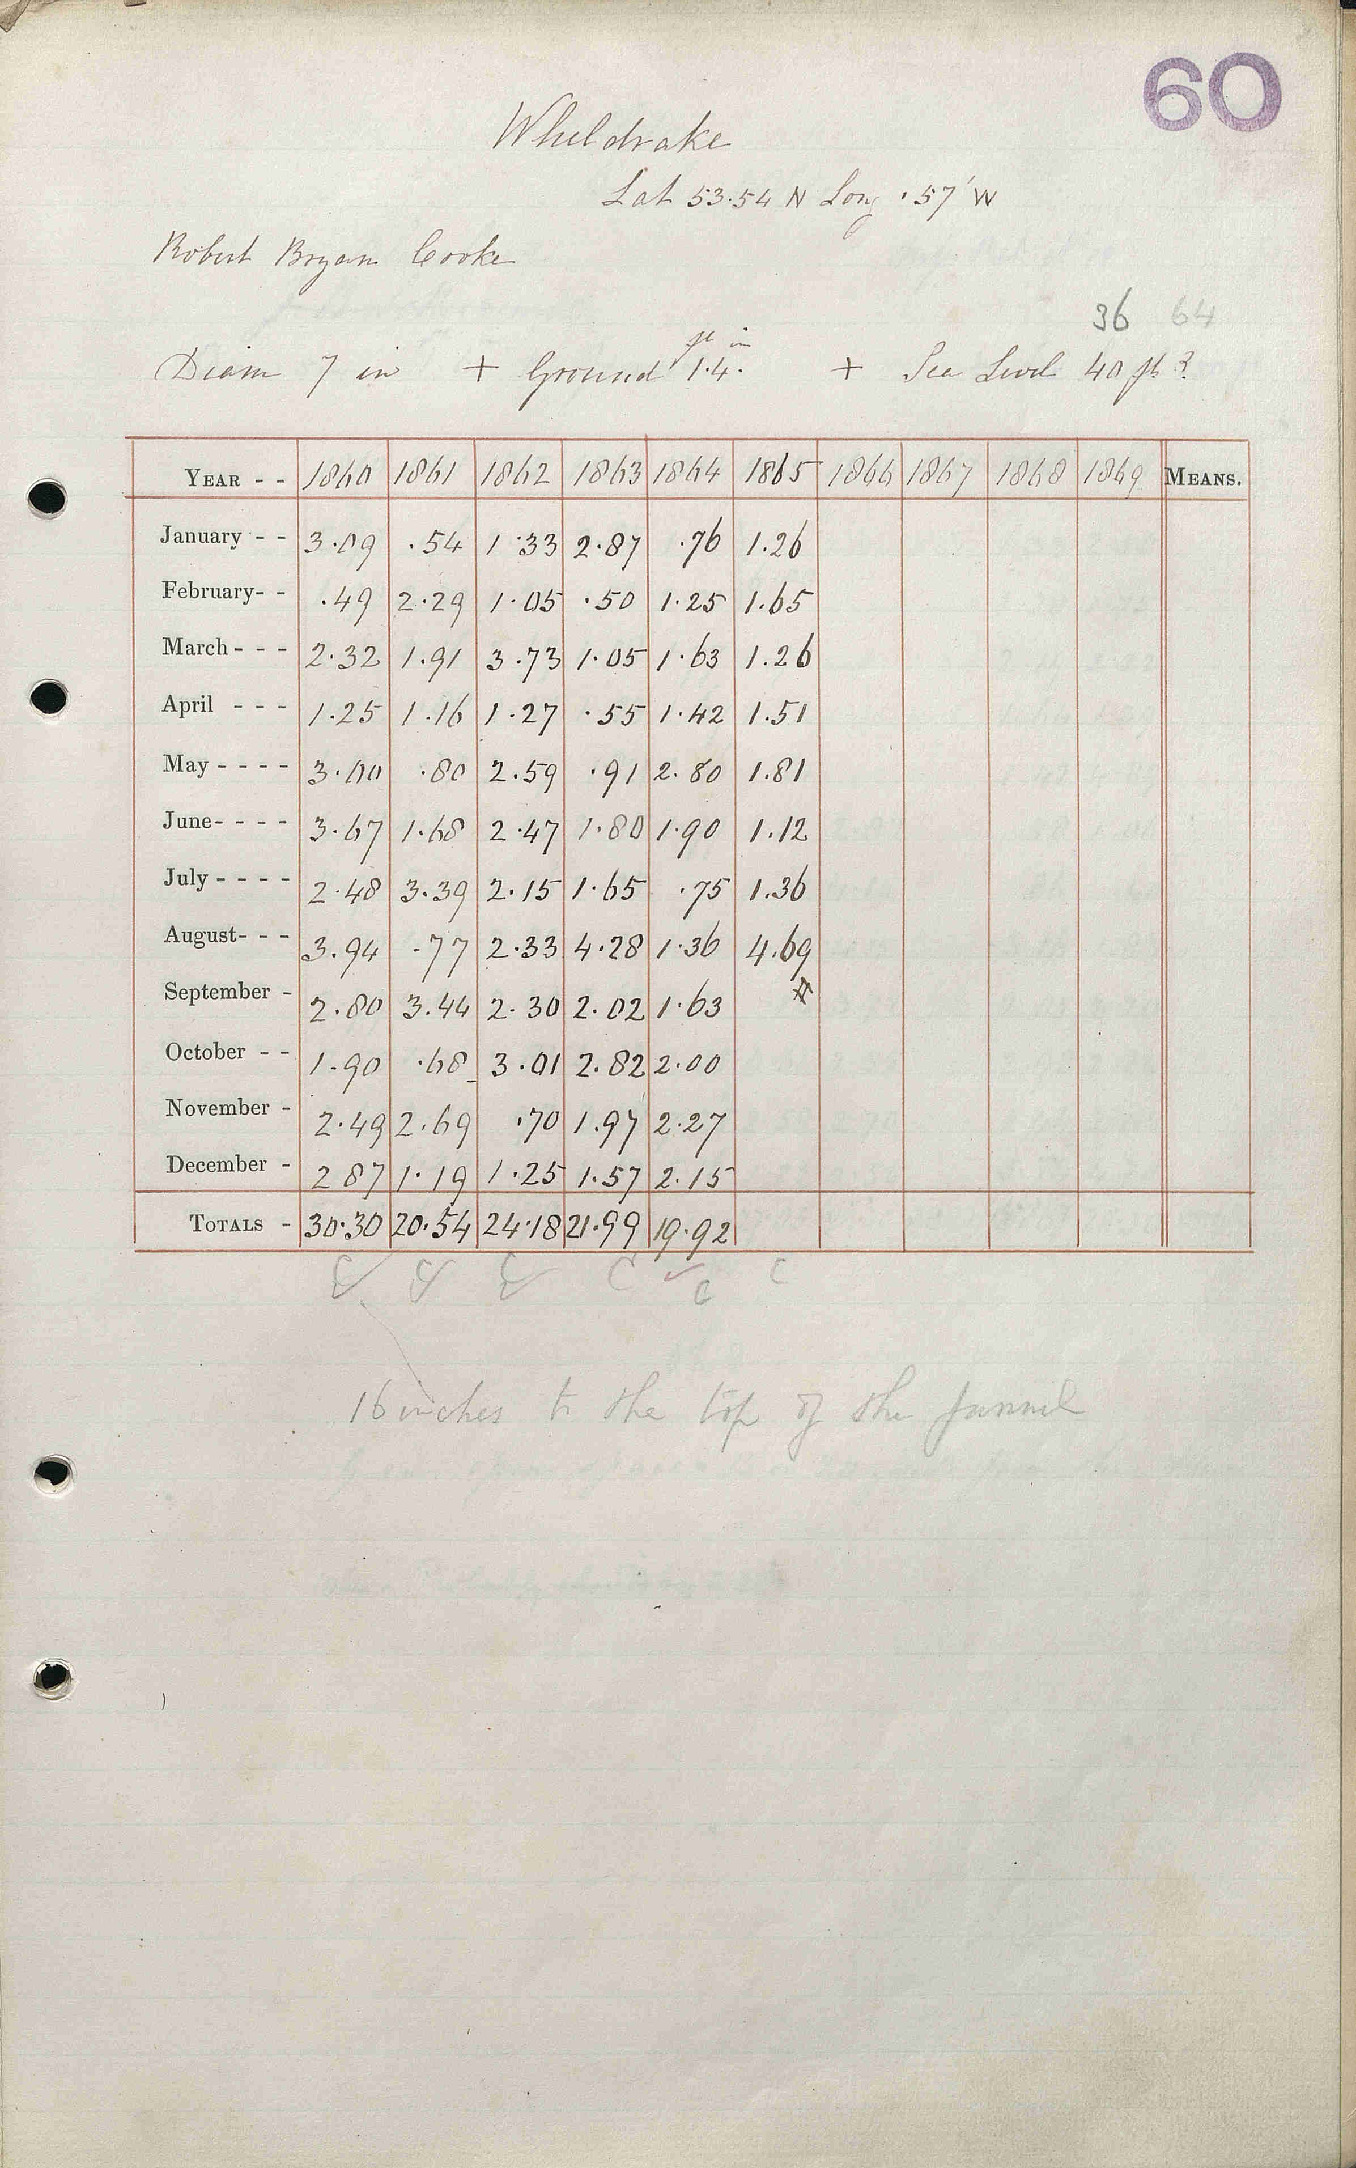 60
Wheldrake
Lat 53.54 N Long .57' W
Robert Bryan Cooke
36 64
ft in
Diam 7 in + Ground 1.4. + Sea Level 40 ft ?
YEAR - - 1860 1861 1862 1863 1864 1865 1866 1867 1868 1869 MEANS.
January - - 3.09 .54 1.33 2.87 .76 1.26
February- - .49 2.29 1.05 .50 1.25 1.65
March - - - 2.32 1.91 3.73 1.05 1.63 1.26
April - - - 1.25 1.16 1.27 .55 1.42 1.51
May - - - - 3.00 .80 2.59 .91 2.80 1.81
June- - - - 3.67 1.68 2.47 1.80 1.90 1.12
July - - - - 2.48 3.39 2.15 1.65 .75 1.36
August- - - 3.94 .77 2.33 4.28 1.36 4.69
September - 2.80 3.44 2.30 2.02 1.63 #
October - - 1.90 .68 3.01 2.82 2.00
November - 2.49 2.69 .70 1.97 2.27
December - 2 87 1.19 1.25 1.57 2.15
TOTALS - 30.30 20.54 24.18 21.99 19.92
C C C C C C
16 inches to the top of the funnel